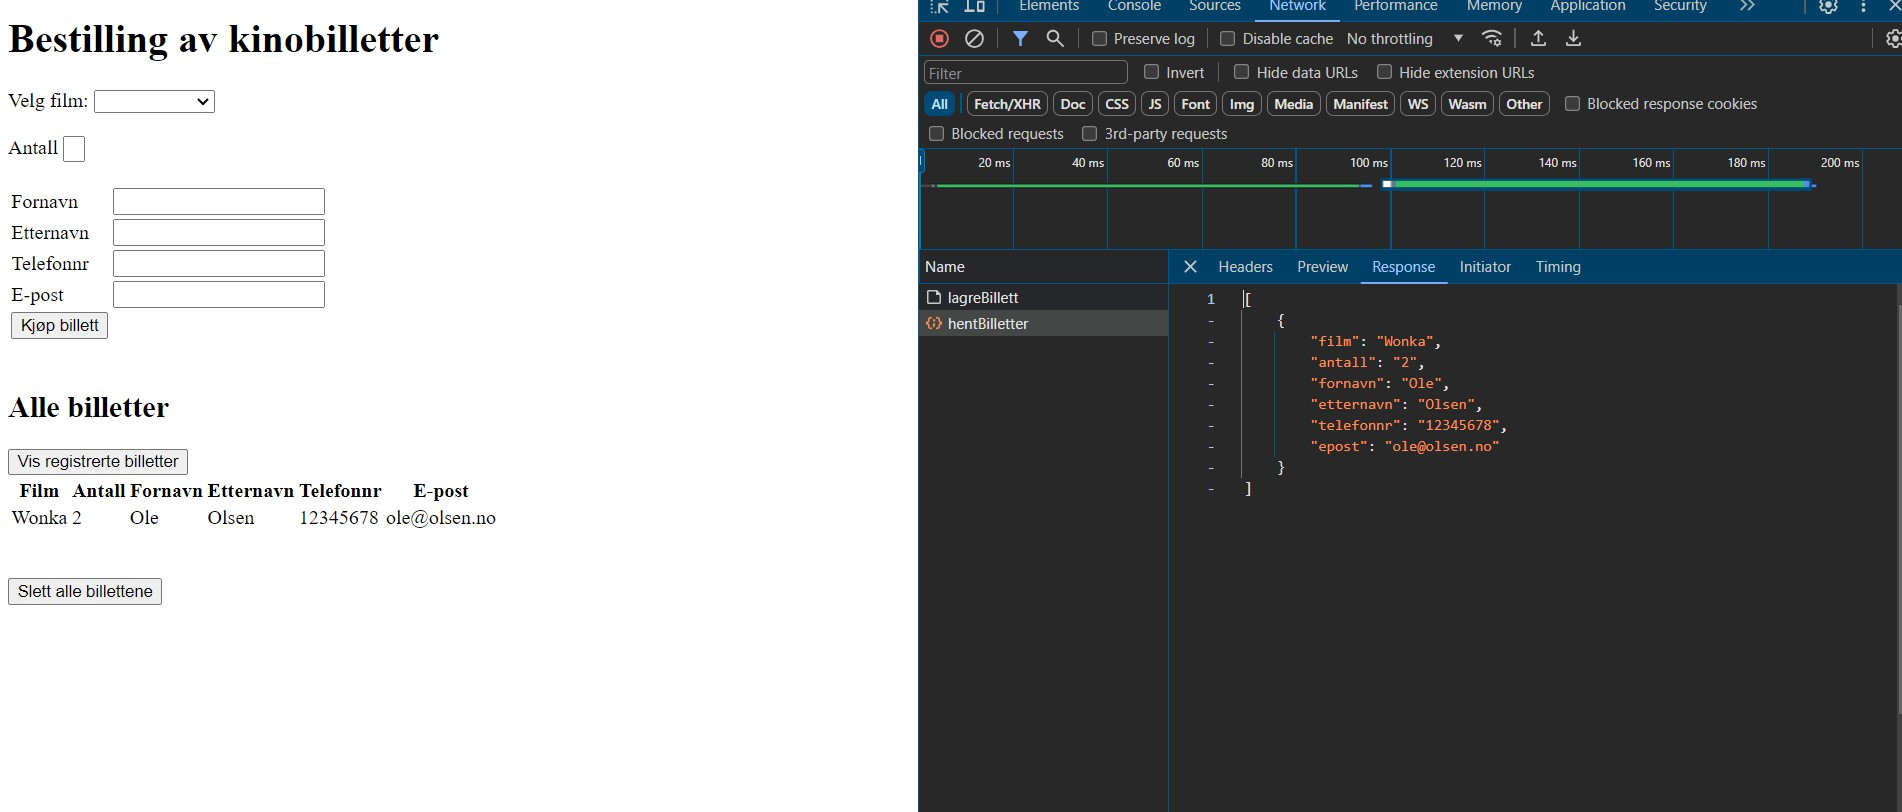 Bestilling av kinobilletter
Velg film:
Antall
Fornavn
Etternavn
Telefonnr
E-post
Kjøp billett
Alle billetter
Vis registrerte billetter
Film Antall Fornavn Etternavn Telefonnr E-post
Wonka 2 Ole Olsen 12345678 ole@olsen.no
Slett alle billettene
Elements Console Sources Network Performance Memory Application Security
Preserve log Disable cache No throttling
Filter Invert Hide data URLs Hide extension URLs
All Fetch/XHR Doc CSS JS Font Img Media Manifest WS Wasm Other Blocked response cookies
Blocked requests 3rd-party requests
20 ms 40 ms 60 ms 80 ms 100 ms 120 ms 140 ms 160 ms 180 ms 200 ms
Name
lagreBillett
hentBilletter
Headers Preview Response Initiator Timing
1 [
- {
- "film": "Wonka",
- "antall": "2",
- "fornavn": "Ole",
- "etternavn": "Olsen",
- "telefonnr": "12345678",
- "epost": "ole@olsen.no"
- }
- ]